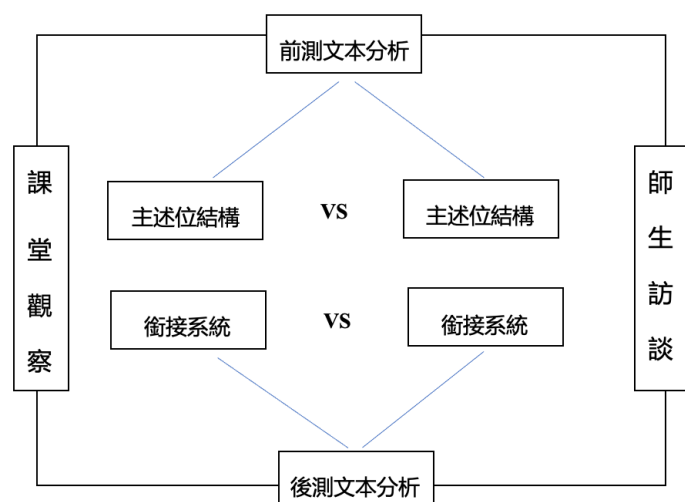 前測文本分析
課堂觀察
師生訪談
主述位結構 VS 主述位結構
銜接系統 VS 銜接系統
後測文本分析